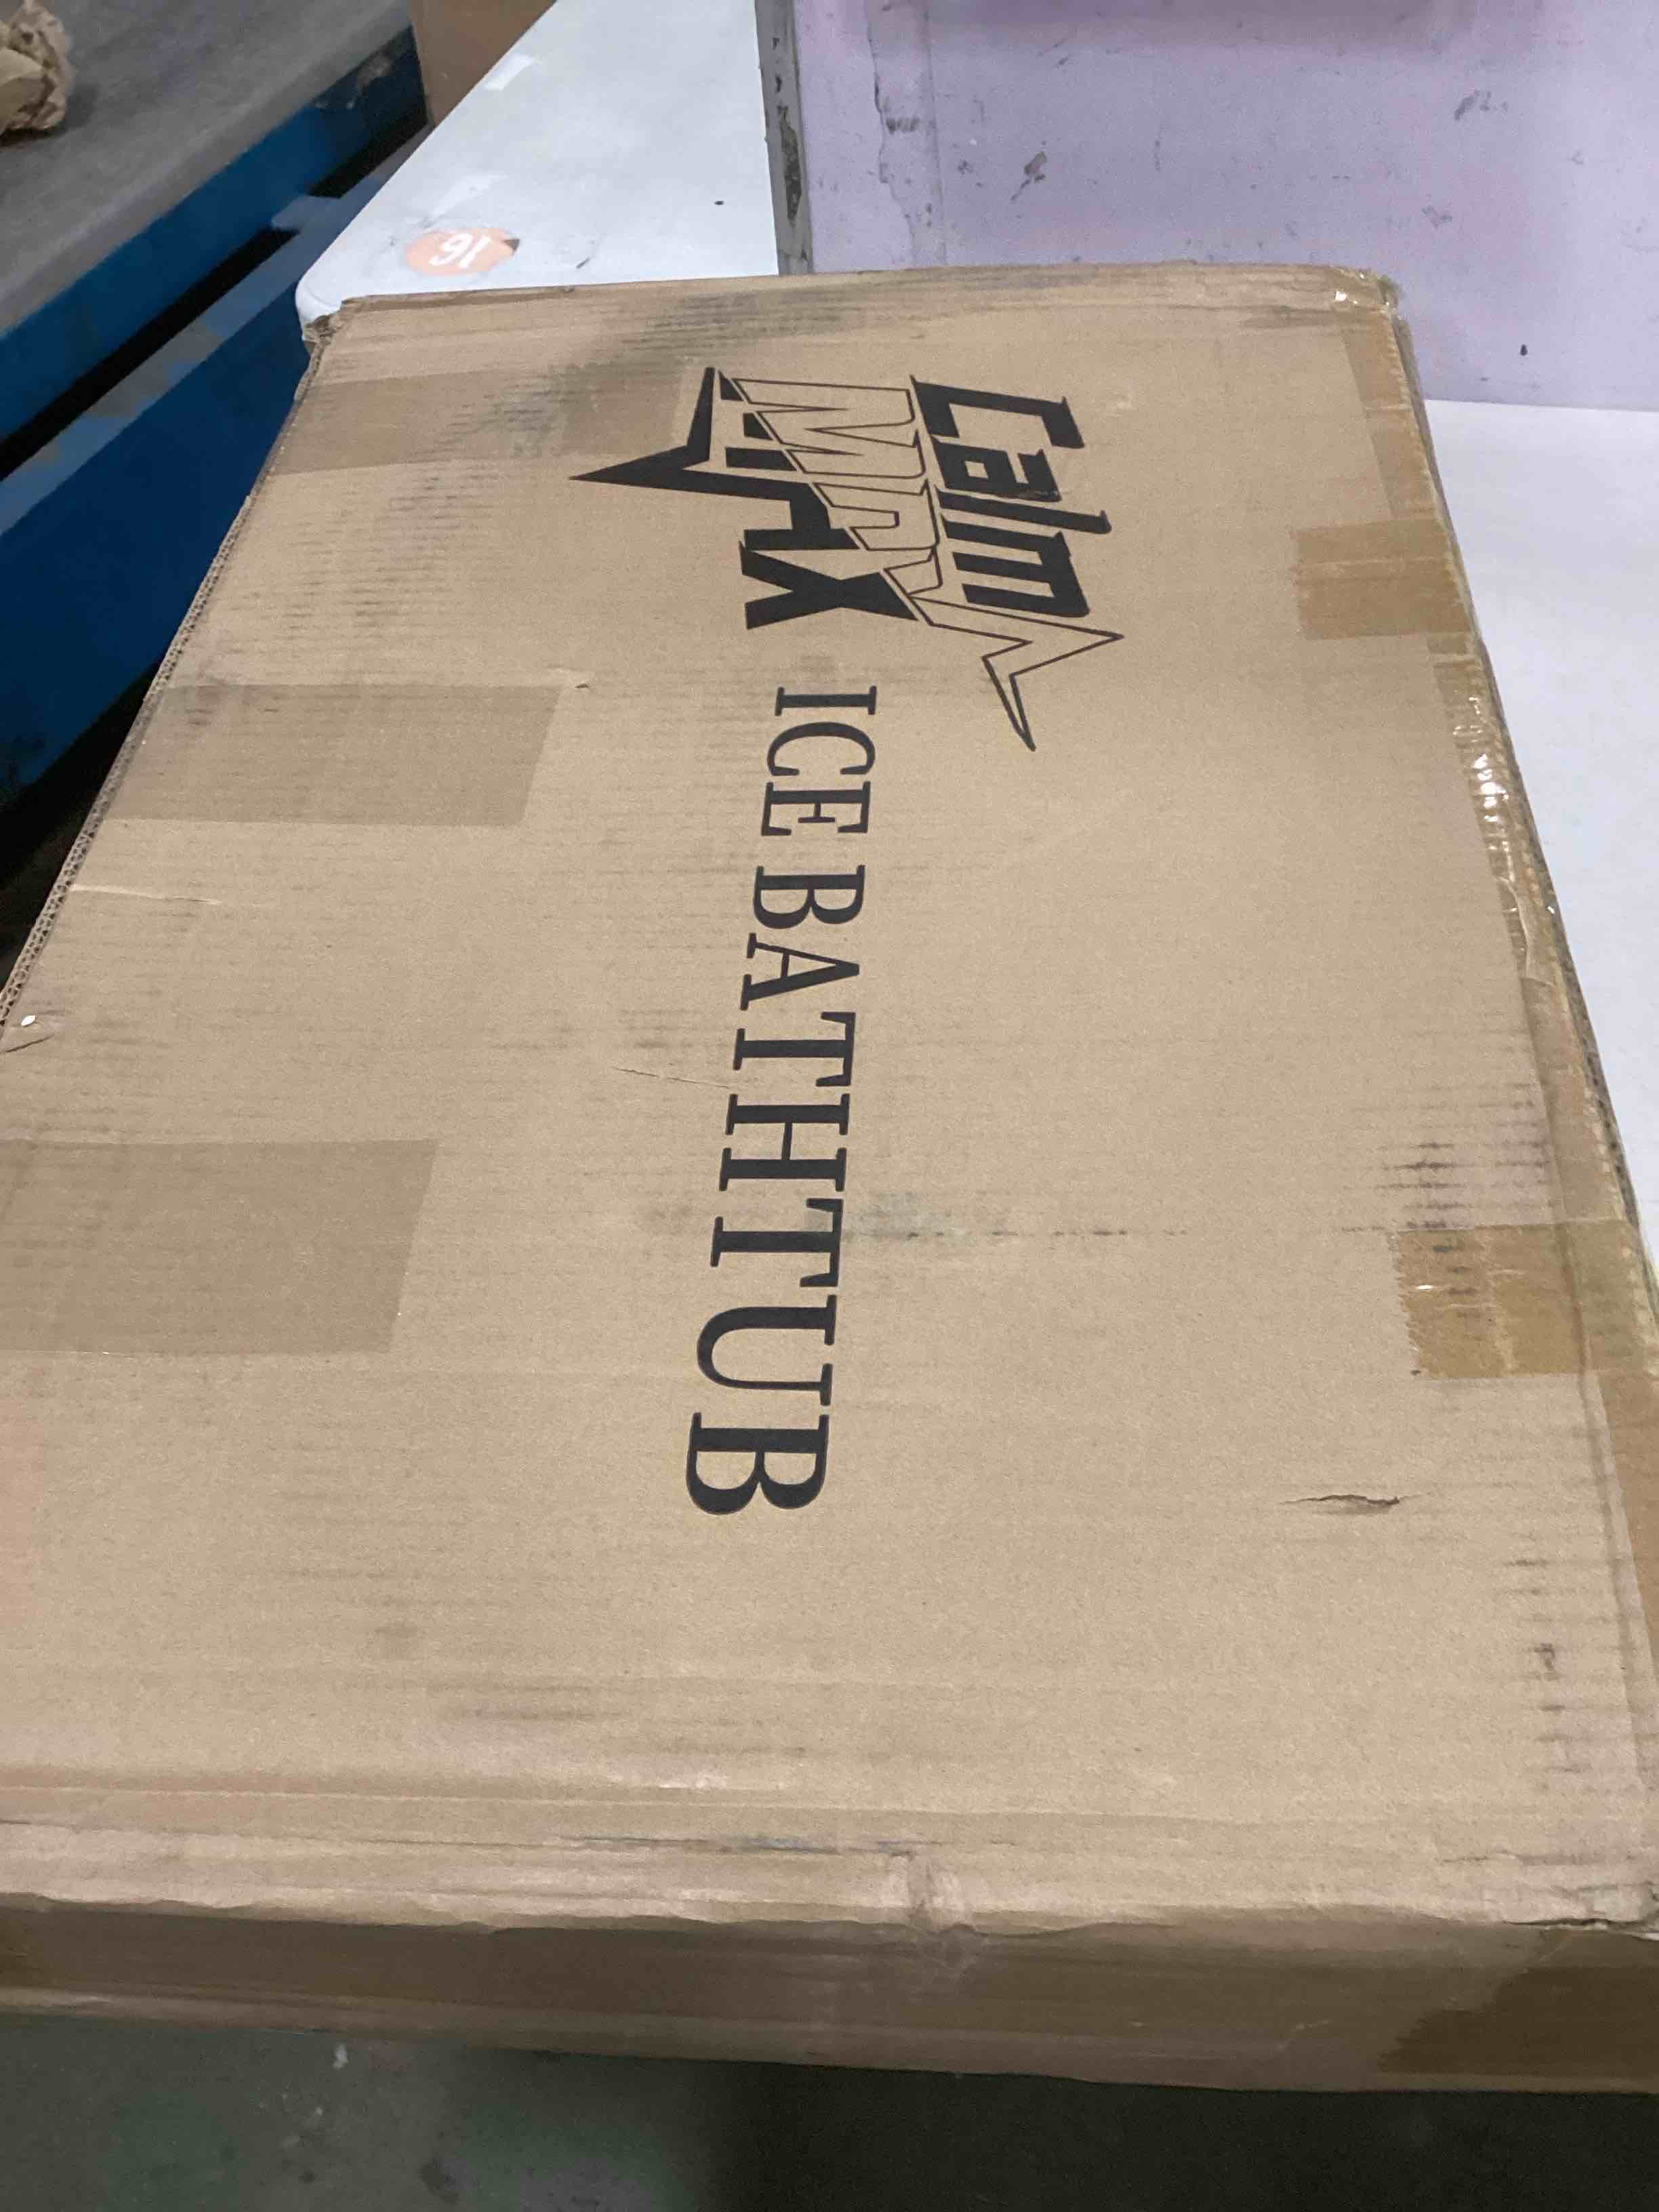 Calm
MAX
ICE BATHTUB
16